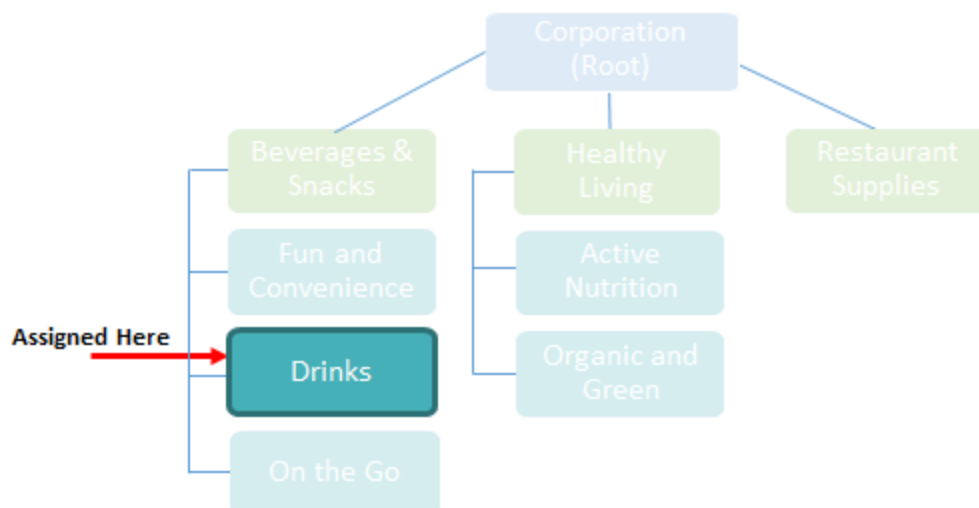 Corporation
(Root)
Beverages &
Snacks
Healthy
Living
Restaurant
Supplies
Fun and
Convenience
Active
Nutrition
Assigned Here
Drinks
Organic and
Green
On the Go